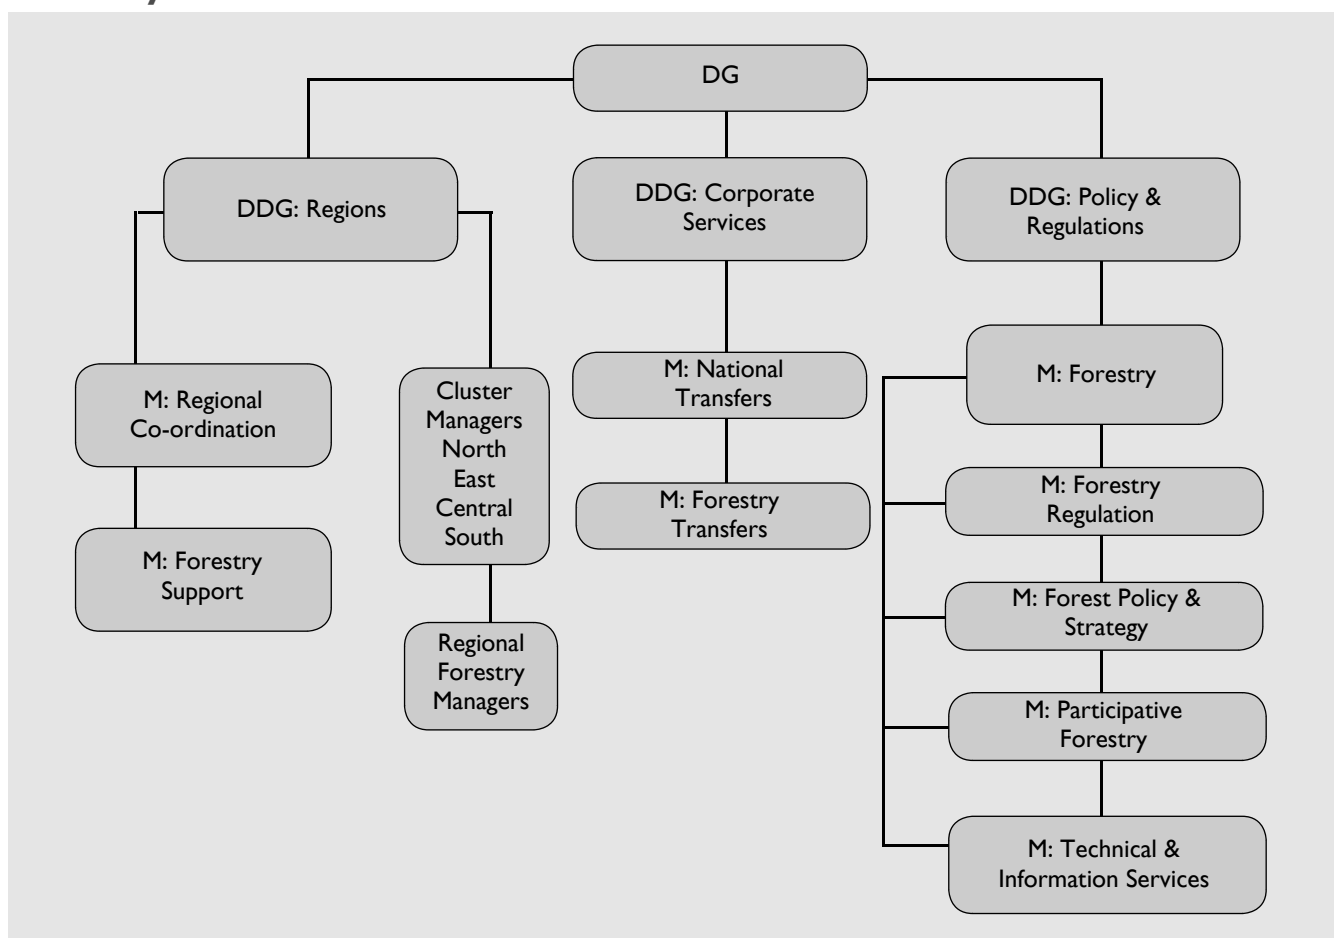 DG
DDG: Regions
DDG: Corporate
Services
DDG: Policy &
Regulations
M: Regional
Co-ordination
M: Forestry
Support
Cluster
Managers
North
East
Central
South
Regional
Forestry
Managers
M: National
Transfers
M: Forestry
Transfers
M: Forestry
M: Forestry
Regulation
M: Forest Policy &
Strategy
M: Participative
Forestry
M: Technical &
Information Services